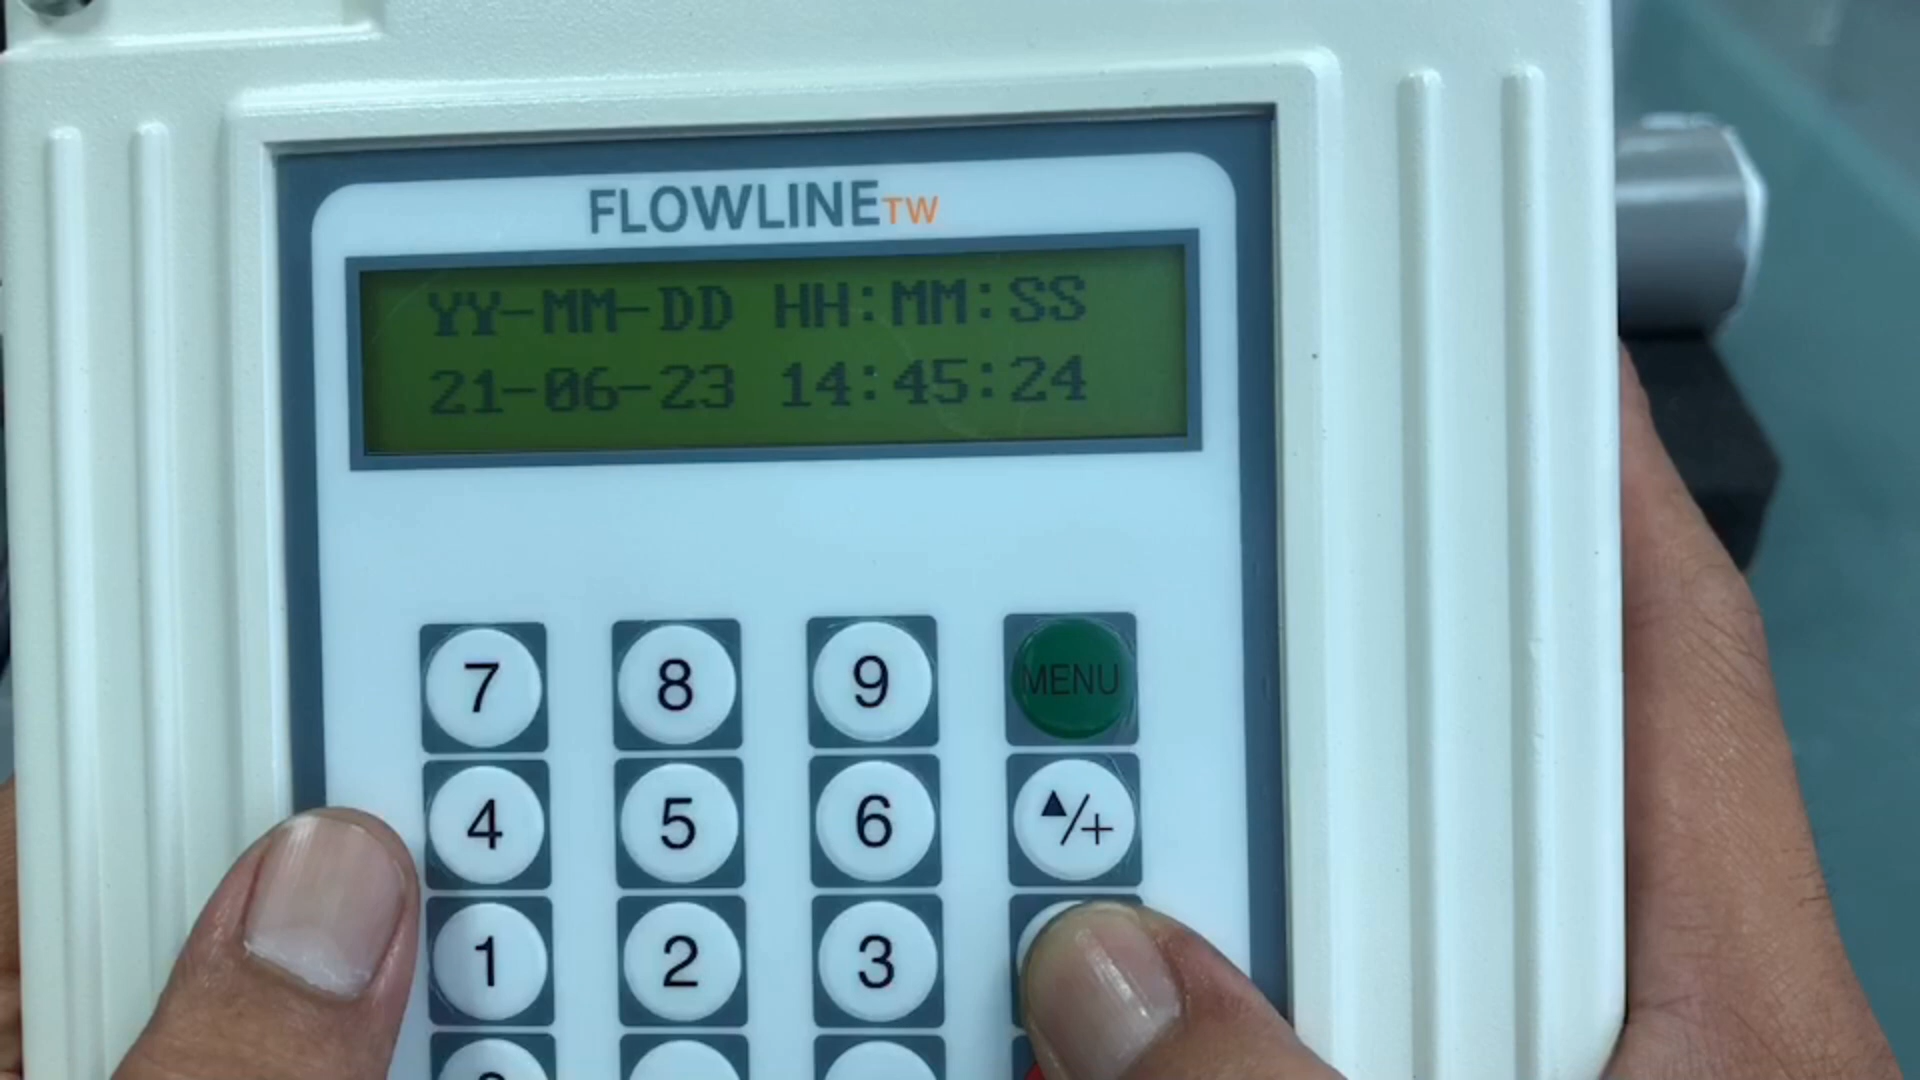 FLOWLINETW
YY-MM-DD HH:MM:SS
21-06-23 14:45:24
7 8 9 MENU
4 5 6 ▲/+
1 2 3